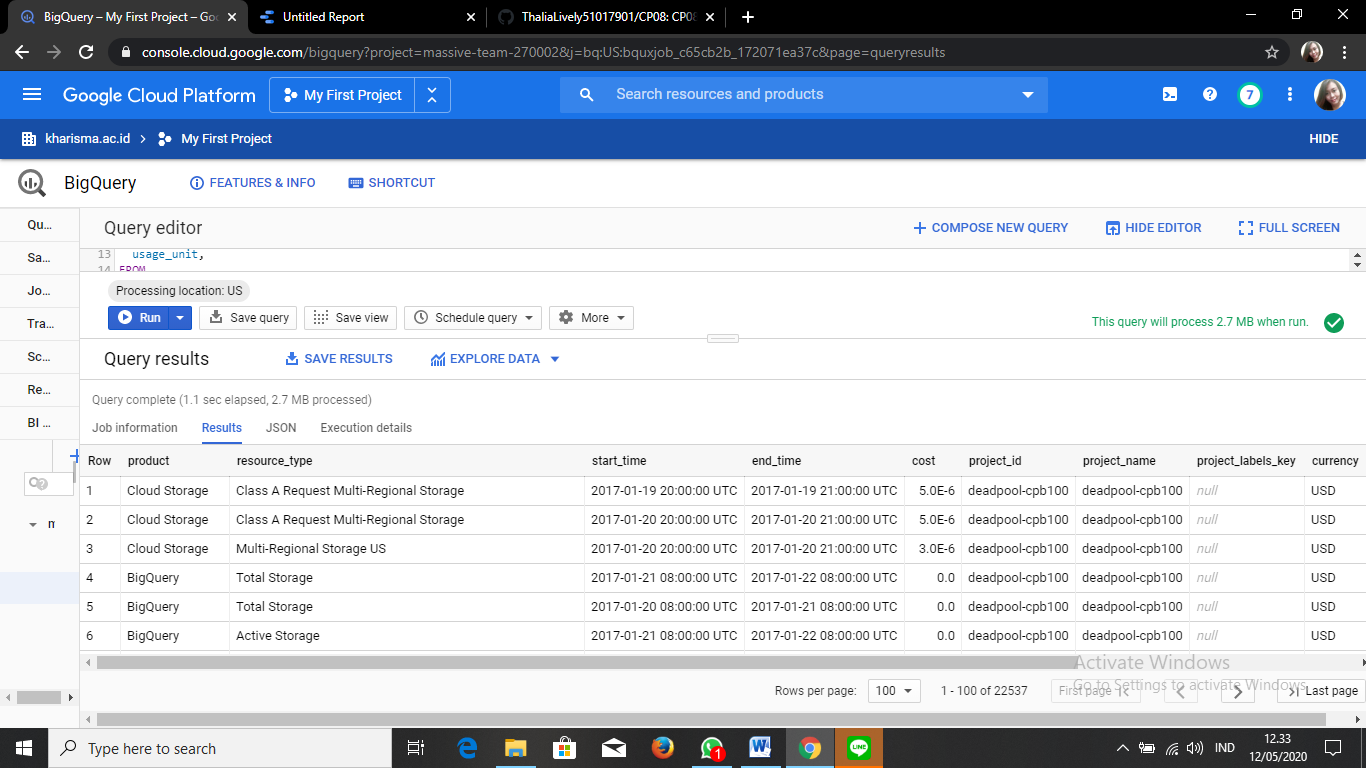 BigQuery – My First Project – Goo
Untitled Report
ThaliaLively51017901/CP08: CP08
console.cloud.google.com/bigquery?project=massive-team-270002&j=bq:US:bquxjob_c65cb2b_172071ea37c&page=queryresults
Google Cloud Platform My First Project Search resources and products 7
kharisma.ac.id My First Project HIDE
BigQuery FEATURES & INFO SHORTCUT
Qu... Query editor COMPOSE NEW QUERY HIDE EDITOR FULL SCREEN
13 usage_unit,
14 FROM
Sa...
Jo... Processing location: US
Tra... Run Save query Save view Schedule query More This query will process 2.7 MB when run.
Sc... Query results SAVE RESULTS EXPLORE DATA
Re... Query complete (1.1 sec elapsed, 2.7 MB processed)
BI ... Job information Results JSON Execution details
Row product resource_type start_time end_time cost project_id project_name project_labels_key currency
1 Cloud Storage Class A Request Multi-Regional Storage 2017-01-19 20:00:00 UTC 2017-01-19 21:00:00 UTC 5.0E-6 deadpool-cpb100 deadpool-cpb100 null USD
2 Cloud Storage Class A Request Multi-Regional Storage 2017-01-20 20:00:00 UTC 2017-01-20 21:00:00 UTC 5.0E-6 deadpool-cpb100 deadpool-cpb100 null USD
3 Cloud Storage Multi-Regional Storage US 2017-01-20 20:00:00 UTC 2017-01-20 21:00:00 UTC 3.0E-6 deadpool-cpb100 deadpool-cpb100 null USD
4 BigQuery Total Storage 2017-01-21 08:00:00 UTC 2017-01-22 08:00:00 UTC 0.0 deadpool-cpb100 deadpool-cpb100 null USD
5 BigQuery Total Storage 2017-01-20 08:00:00 UTC 2017-01-21 08:00:00 UTC 0.0 deadpool-cpb100 deadpool-cpb100 null USD
6 BigQuery Active Storage 2017-01-21 08:00:00 UTC 2017-01-22 08:00:00 UTC 0.0 deadpool-cpb100 deadpool-cpb100 null USD
Activate Windows
Go to Settings to activate Windows.
Rows per page: 100 1 - 100 of 22537 First page Last page
Type here to search 1 IND 12.33
12/05/2020